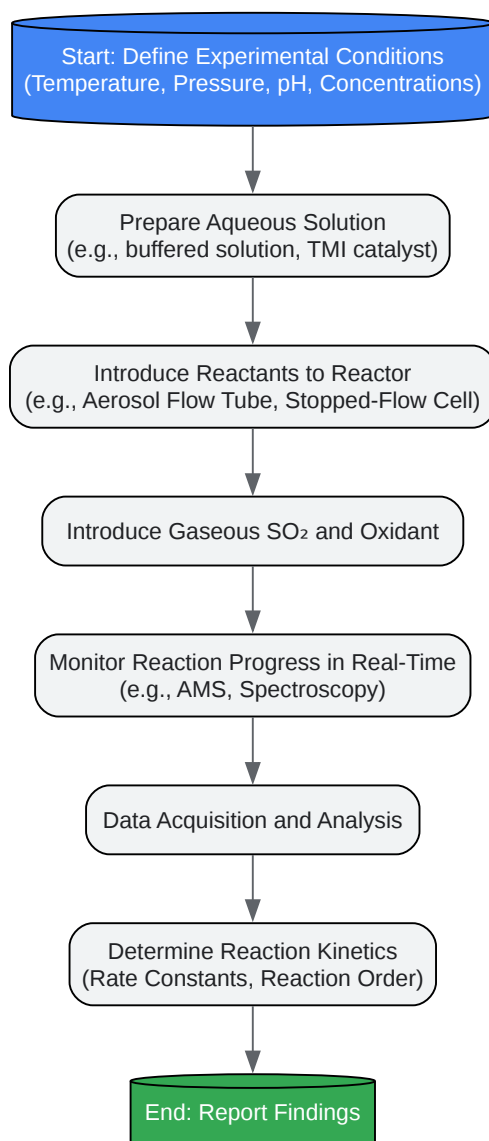 Start: Define Experimental Conditions
(Temperature, Pressure, pH, Concentrations)
Prepare Aqueous Solution
(e.g., buffered solution, TMI catalyst)
Introduce Reactants to Reactor
(e.g., Aerosol Flow Tube, Stopped-Flow Cell)
Introduce Gaseous SO₂ and Oxidant
Monitor Reaction Progress in Real-Time
(e.g., AMS, Spectroscopy)
Data Acquisition and Analysis
Determine Reaction Kinetics
(Rate Constants, Reaction Order)
End: Report Findings